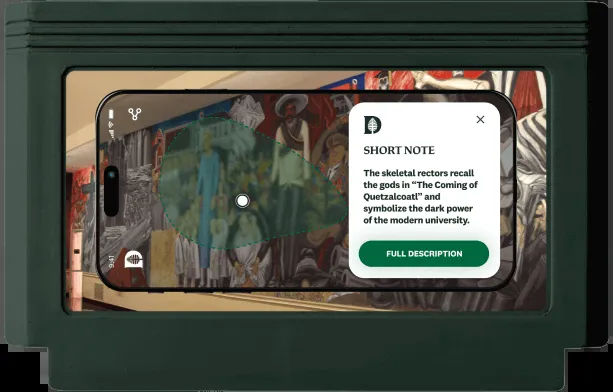 9:41
SHORT NOTE
The skeletal rectors recall
the gods in “The Coming of
Quetzalcoatl” and
symbolize the dark power
of the modern university.
FULL DESCRIPTION